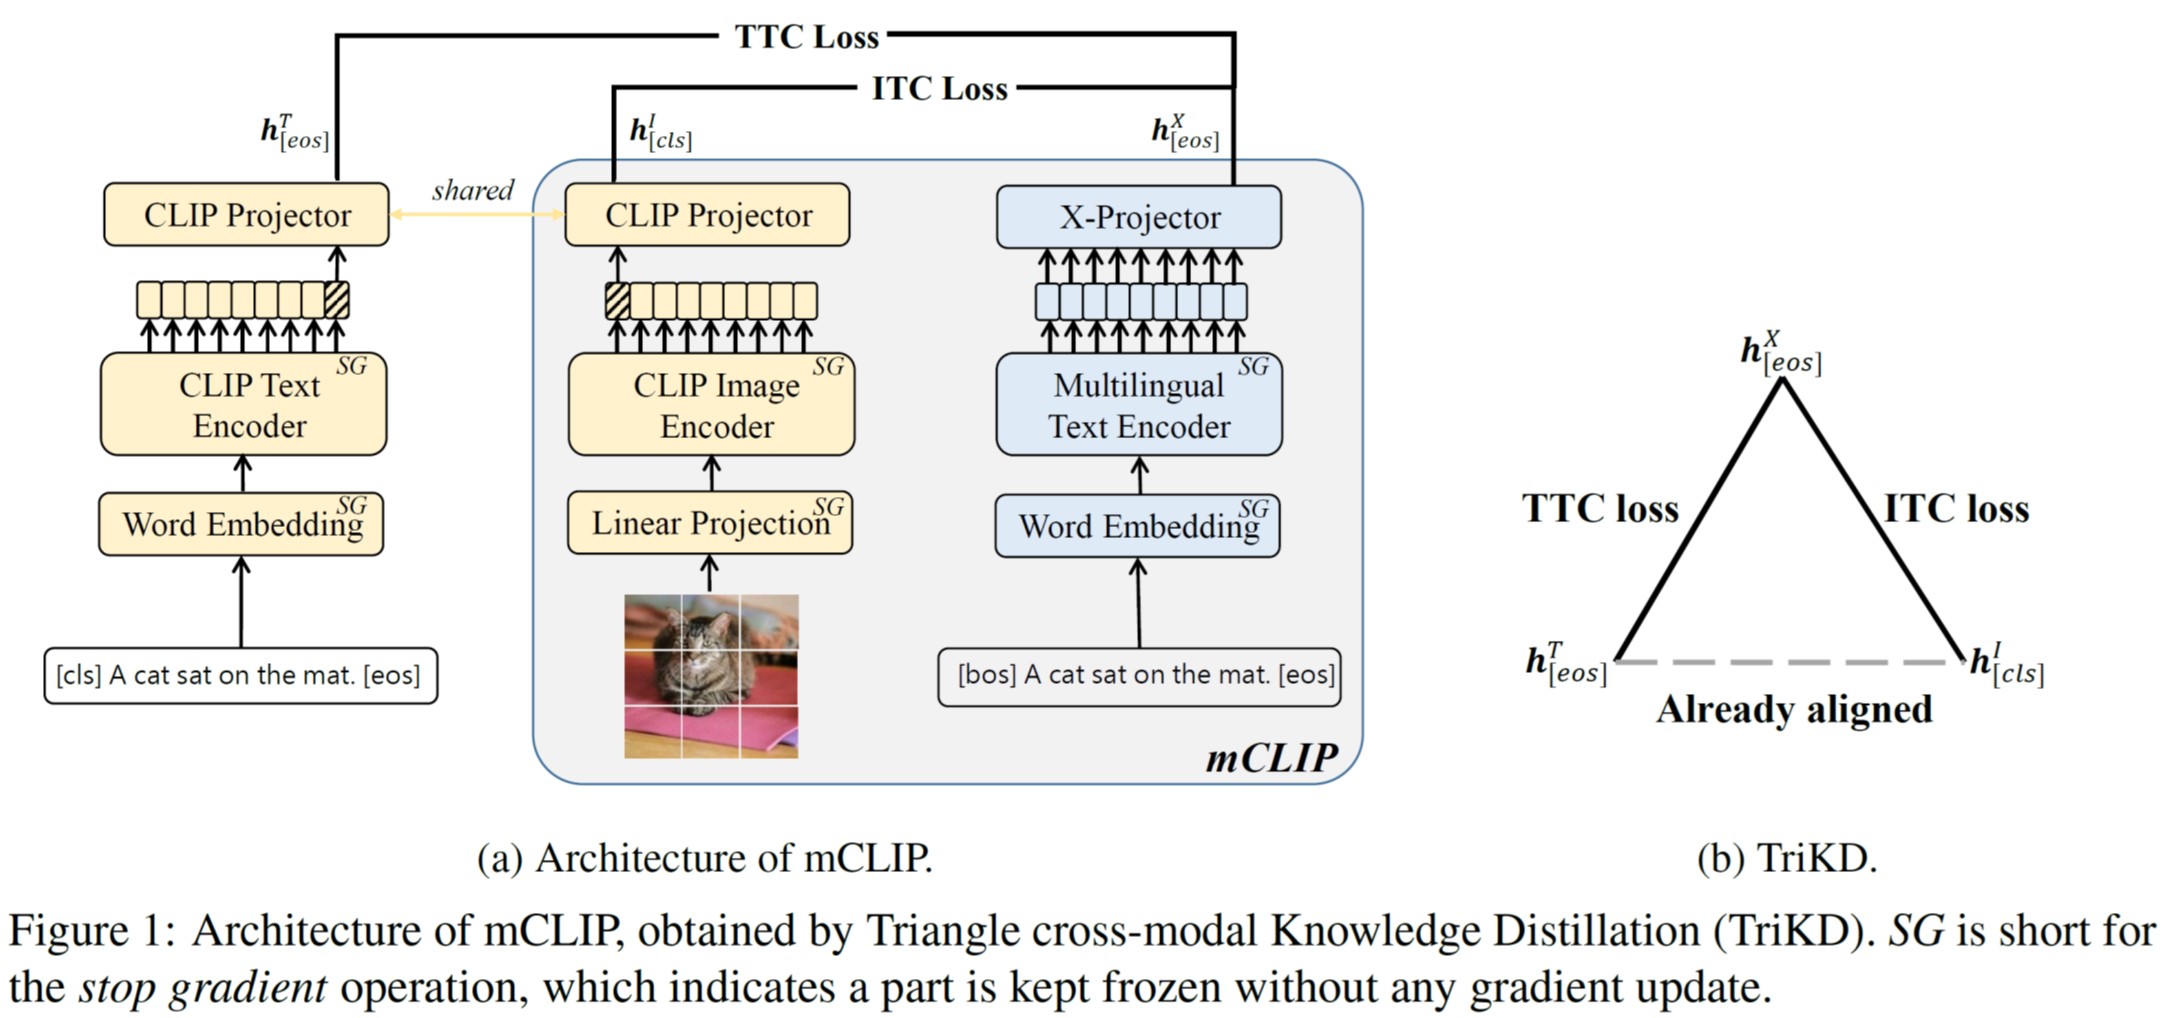 TTC Loss
ITC Loss
h^T_[eos]
h^I_[cls]
h^X_[eos]
CLIP Projector
shared
CLIP Projector
X-Projector
SG
CLIP Text
Encoder
SG
CLIP Image
Encoder
SG
Multilingual
Text Encoder
SG
Word Embedding
SG
Linear Projection
SG
Word Embedding
[cls] A cat sat on the mat. [eos]
[bos] A cat sat on the mat. [eos]
mCLIP
h^X_[eos]
TTC loss
ITC loss
h^T_[eos]
h^I_[cls]
Already aligned
(a) Architecture of mCLIP.
(b) TriKD.
Figure 1: Architecture of mCLIP, obtained by Triangle cross-modal Knowledge Distillation (TriKD). SG is short for
the stop gradient operation, which indicates a part is kept frozen without any gradient update.